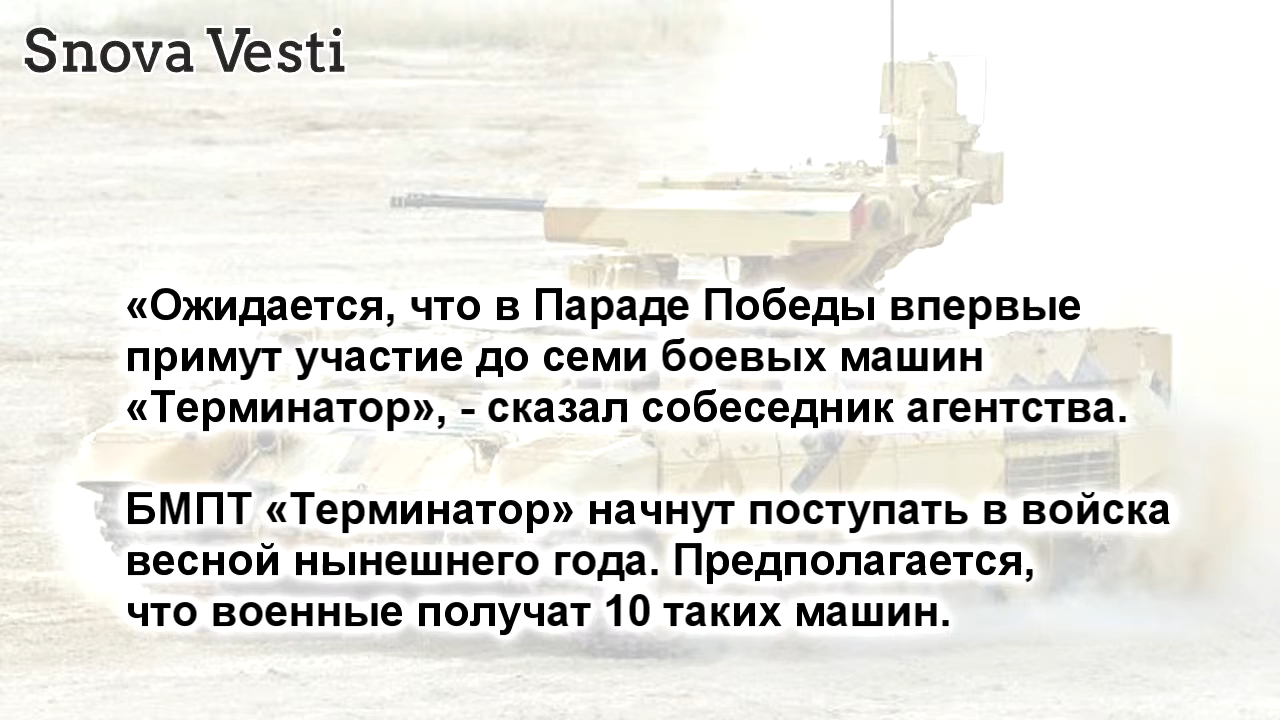 Snova Vesti
«Ожидается, что в Параде Победы впервые
примут участие до семи боевых машин
«Терминатор», - сказал собеседник агентства.
БМПТ «Терминатор» начнут поступать в войска
весной нынешнего года. Предполагается,
что военные получат 10 таких машин.